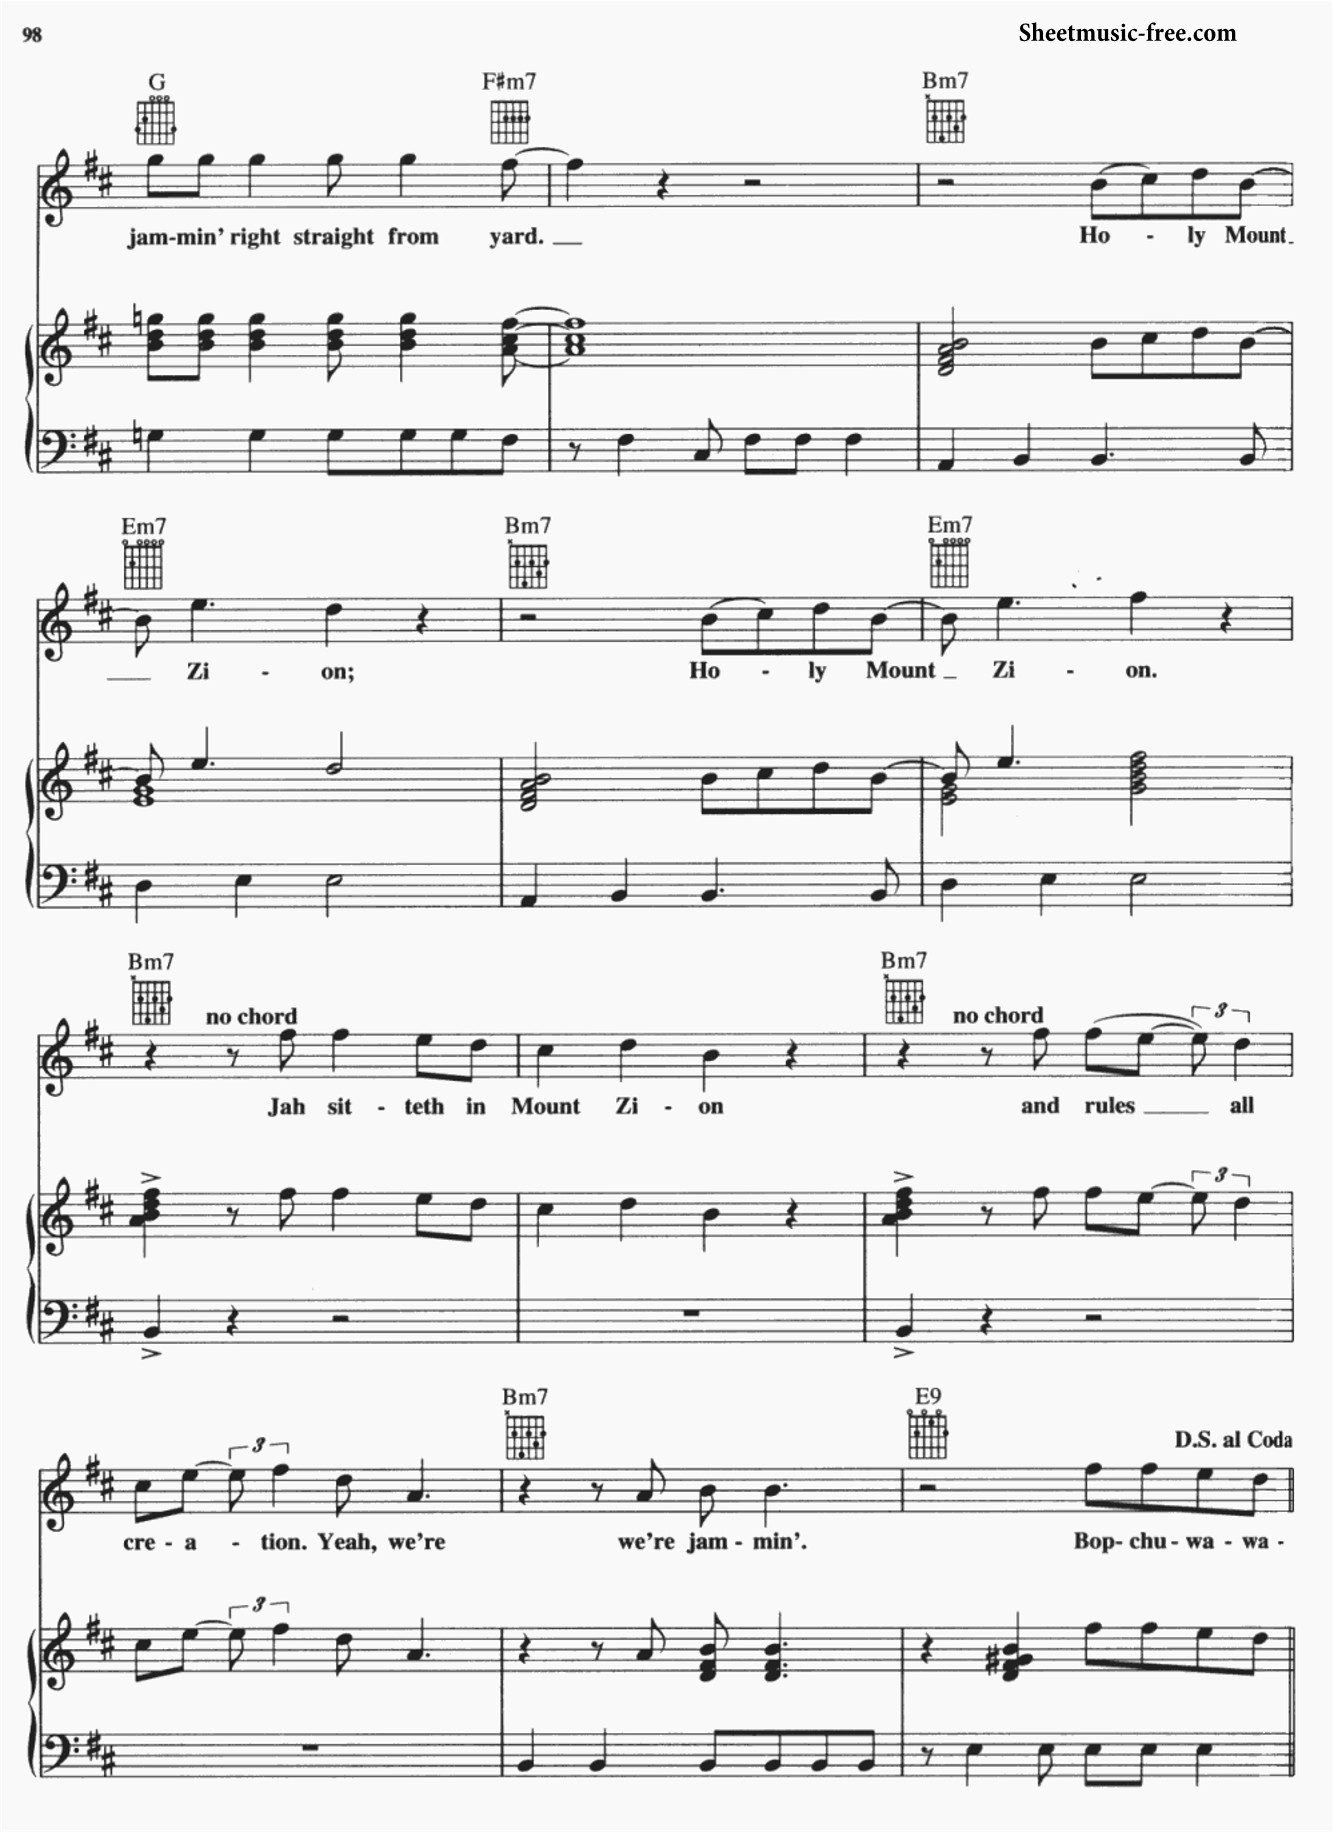 98
Sheetmusic-free.com
G F#m7 Bm7
jam-min' right straight from yard. __ Ho - ly Mount_
Em7 Bm7 Em7
__ Zi - on; Ho - ly Mount _ Zi - on.
Bm7 Bm7
no chord no chord
3
Jah sit - teth in Mount Zi - on and rules ____ all
3
Bm7 E9
D.S. al Coda
3
cre - a - tion. Yeah, we're we're jam - min'. Bop- chu - wa - wa -
3